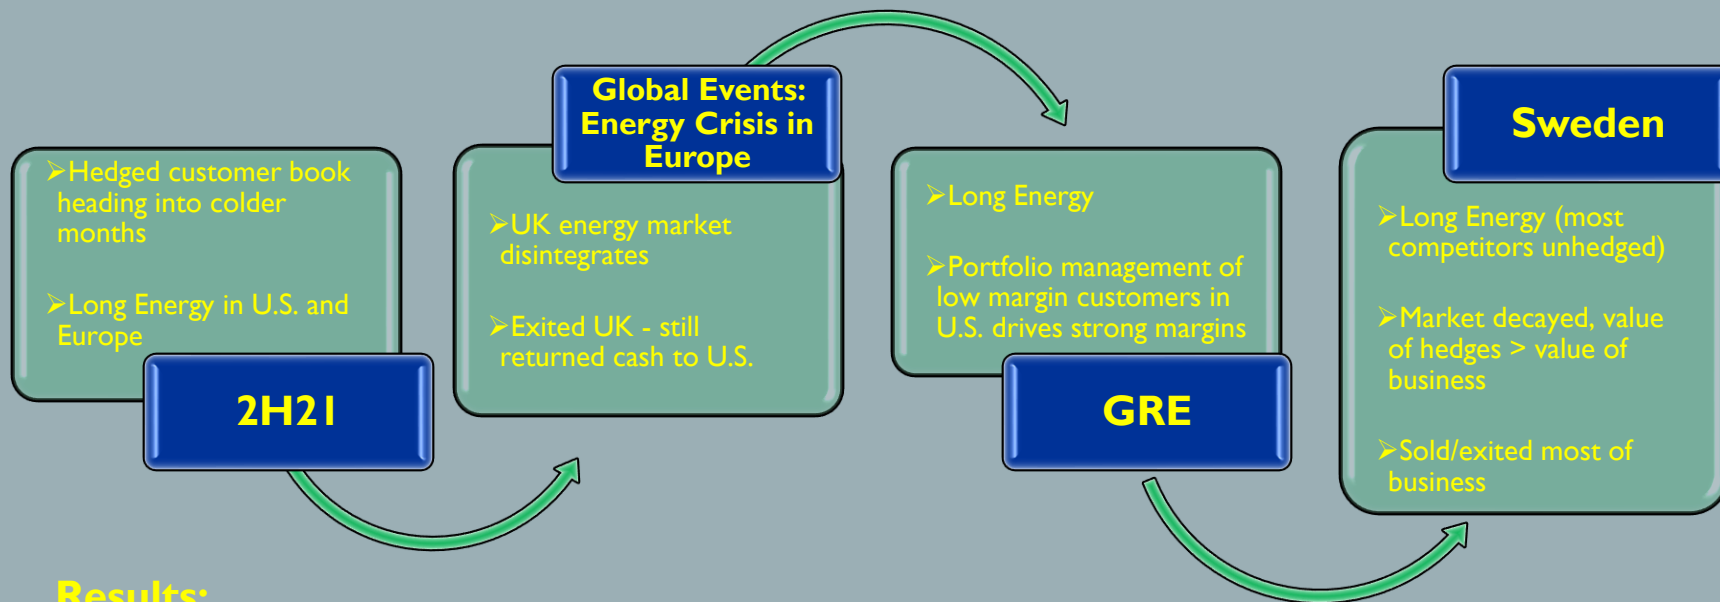 ➢Hedged customer book
heading into colder
months
➢Long Energy in U.S. and
Europe
2H21
Global Events:
Energy Crisis in
Europe
➢UK energy market
disintegrates
➢Exited UK - still
returned cash to U.S.
➢Long Energy
➢Portfolio management of
low margin customers in
U.S. drives strong margins
GRE
Sweden
➢Long Energy (most
competitors unhedged)
➢Market decayed, value
of hedges > value of
business
➢Sold/exited most of
business
Results: